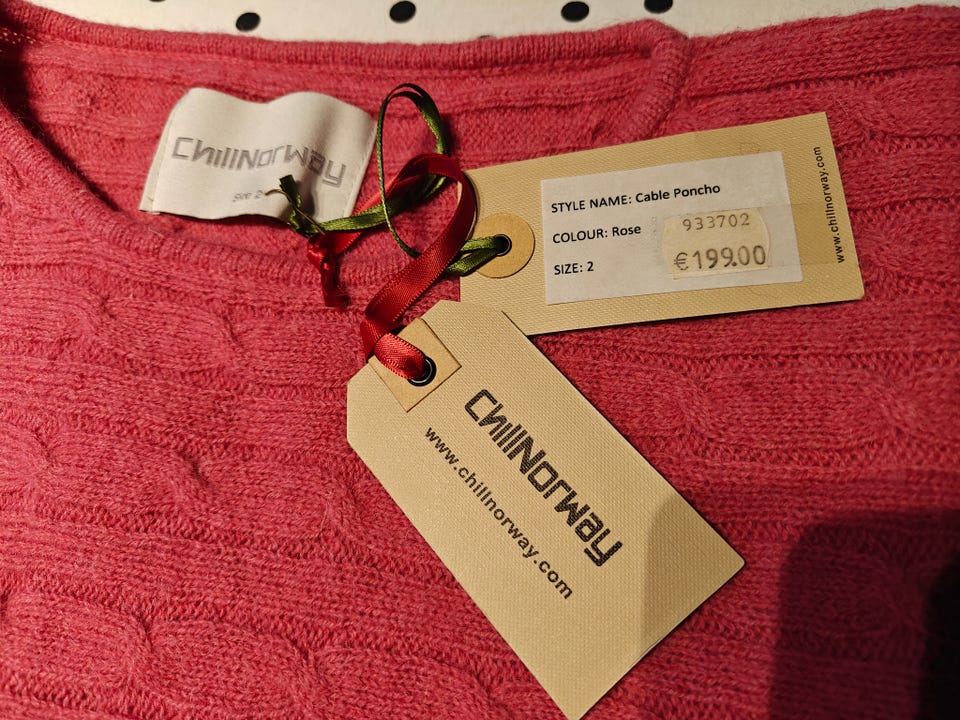 ChillNorway
Size 2
STYLE NAME: Cable Poncho
COLOUR: Rose
SIZE: 2
933702
€199.00
www.chillnorway.com
ChillNorway
www.chillnorway.com